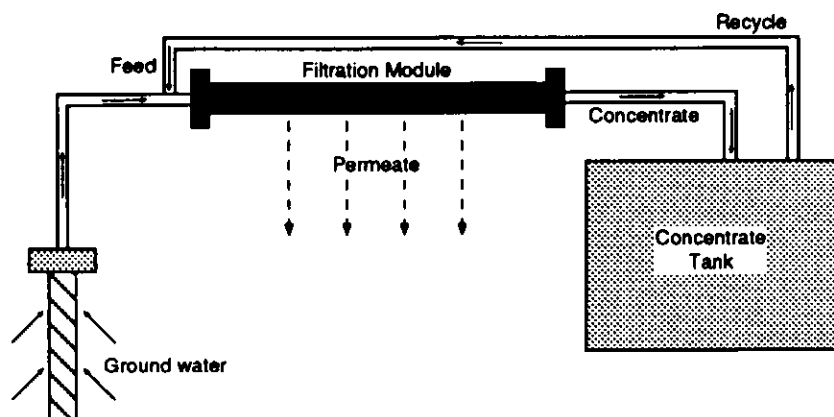 Recycle
Feed
Filtration Module
Concentrate
Permeate
Concentrate
Tank
Ground water